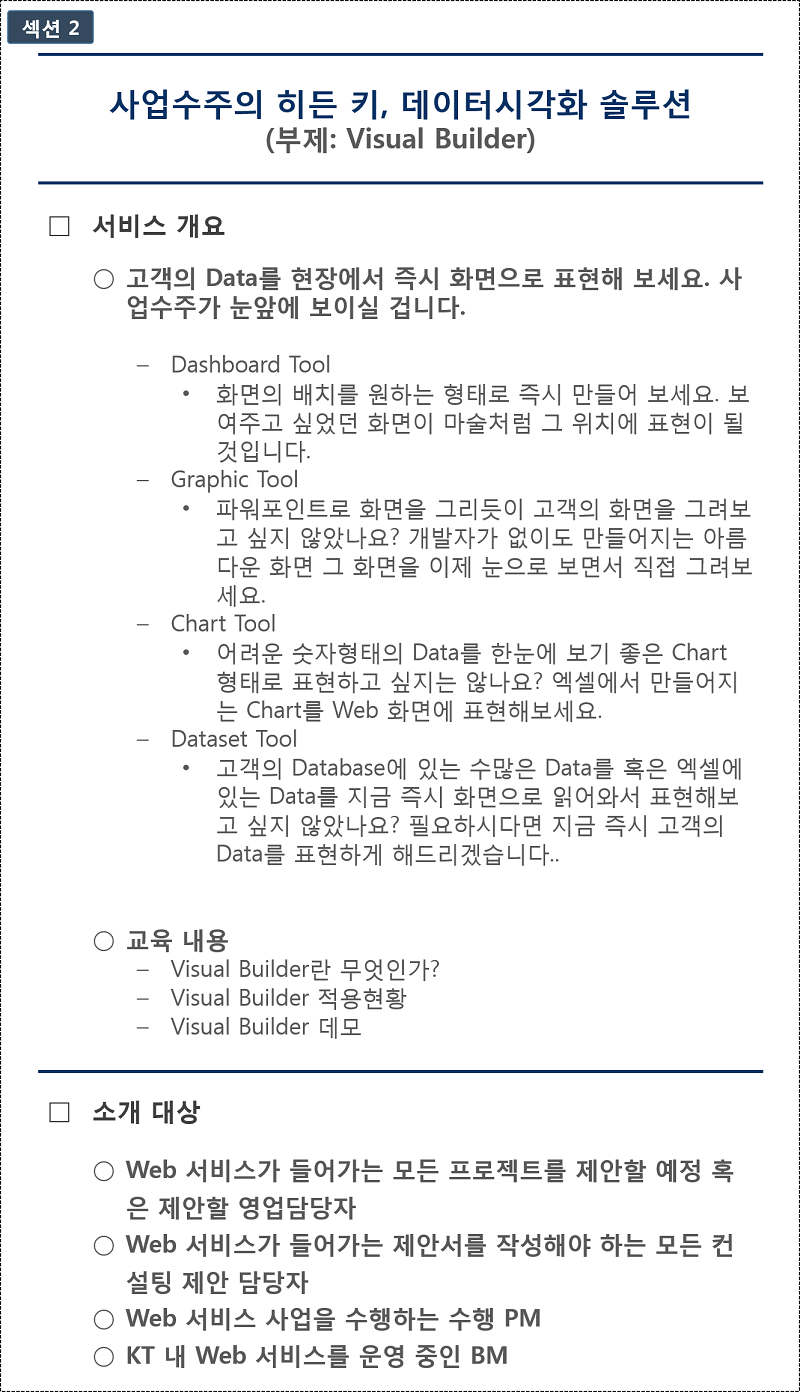 섹션 2
사업수주의 히든 키, 데이터시각화 솔루션
(부제: Visual Builder)
□ 서비스 개요
○ 고객의 Data를 현장에서 즉시 화면으로 표현해 보세요. 사
업수주가 눈앞에 보이실 겁니다.
– Dashboard Tool
• 화면의 배치를 원하는 형태로 즉시 만들어 보세요. 보
여주고 싶었던 화면이 마술처럼 그 위치에 표현이 될
것입니다.
– Graphic Tool
• 파워포인트로 화면을 그리듯이 고객의 화면을 그려보
고 싶지 않았나요? 개발자가 없이도 만들어지는 아름
다운 화면 그 화면을 이제 눈으로 보면서 직접 그려보
세요.
– Chart Tool
• 어려운 숫자형태의 Data를 한눈에 보기 좋은 Chart
형태로 표현하고 싶지는 않나요? 엑셀에서 만들어지
는 Chart를 Web 화면에 표현해보세요.
– Dataset Tool
• 고객의 Database에 있는 수많은 Data를 혹은 엑셀에
있는 Data를 지금 즉시 화면으로 읽어와서 표현해보
고 싶지 않았나요? 필요하시다면 지금 즉시 고객의
Data를 표현하게 해드리겠습니다..
○ 교육 내용
– Visual Builder란 무엇인가?
– Visual Builder 적용현황
– Visual Builder 데모
□ 소개 대상
○ Web 서비스가 들어가는 모든 프로젝트를 제안할 예정 혹
은 제안할 영업담당자
○ Web 서비스가 들어가는 제안서를 작성해야 하는 모든 컨
설팅 제안 담당자
○ Web 서비스 사업을 수행하는 수행 PM
○ KT 내 Web 서비스를 운영 중인 BM